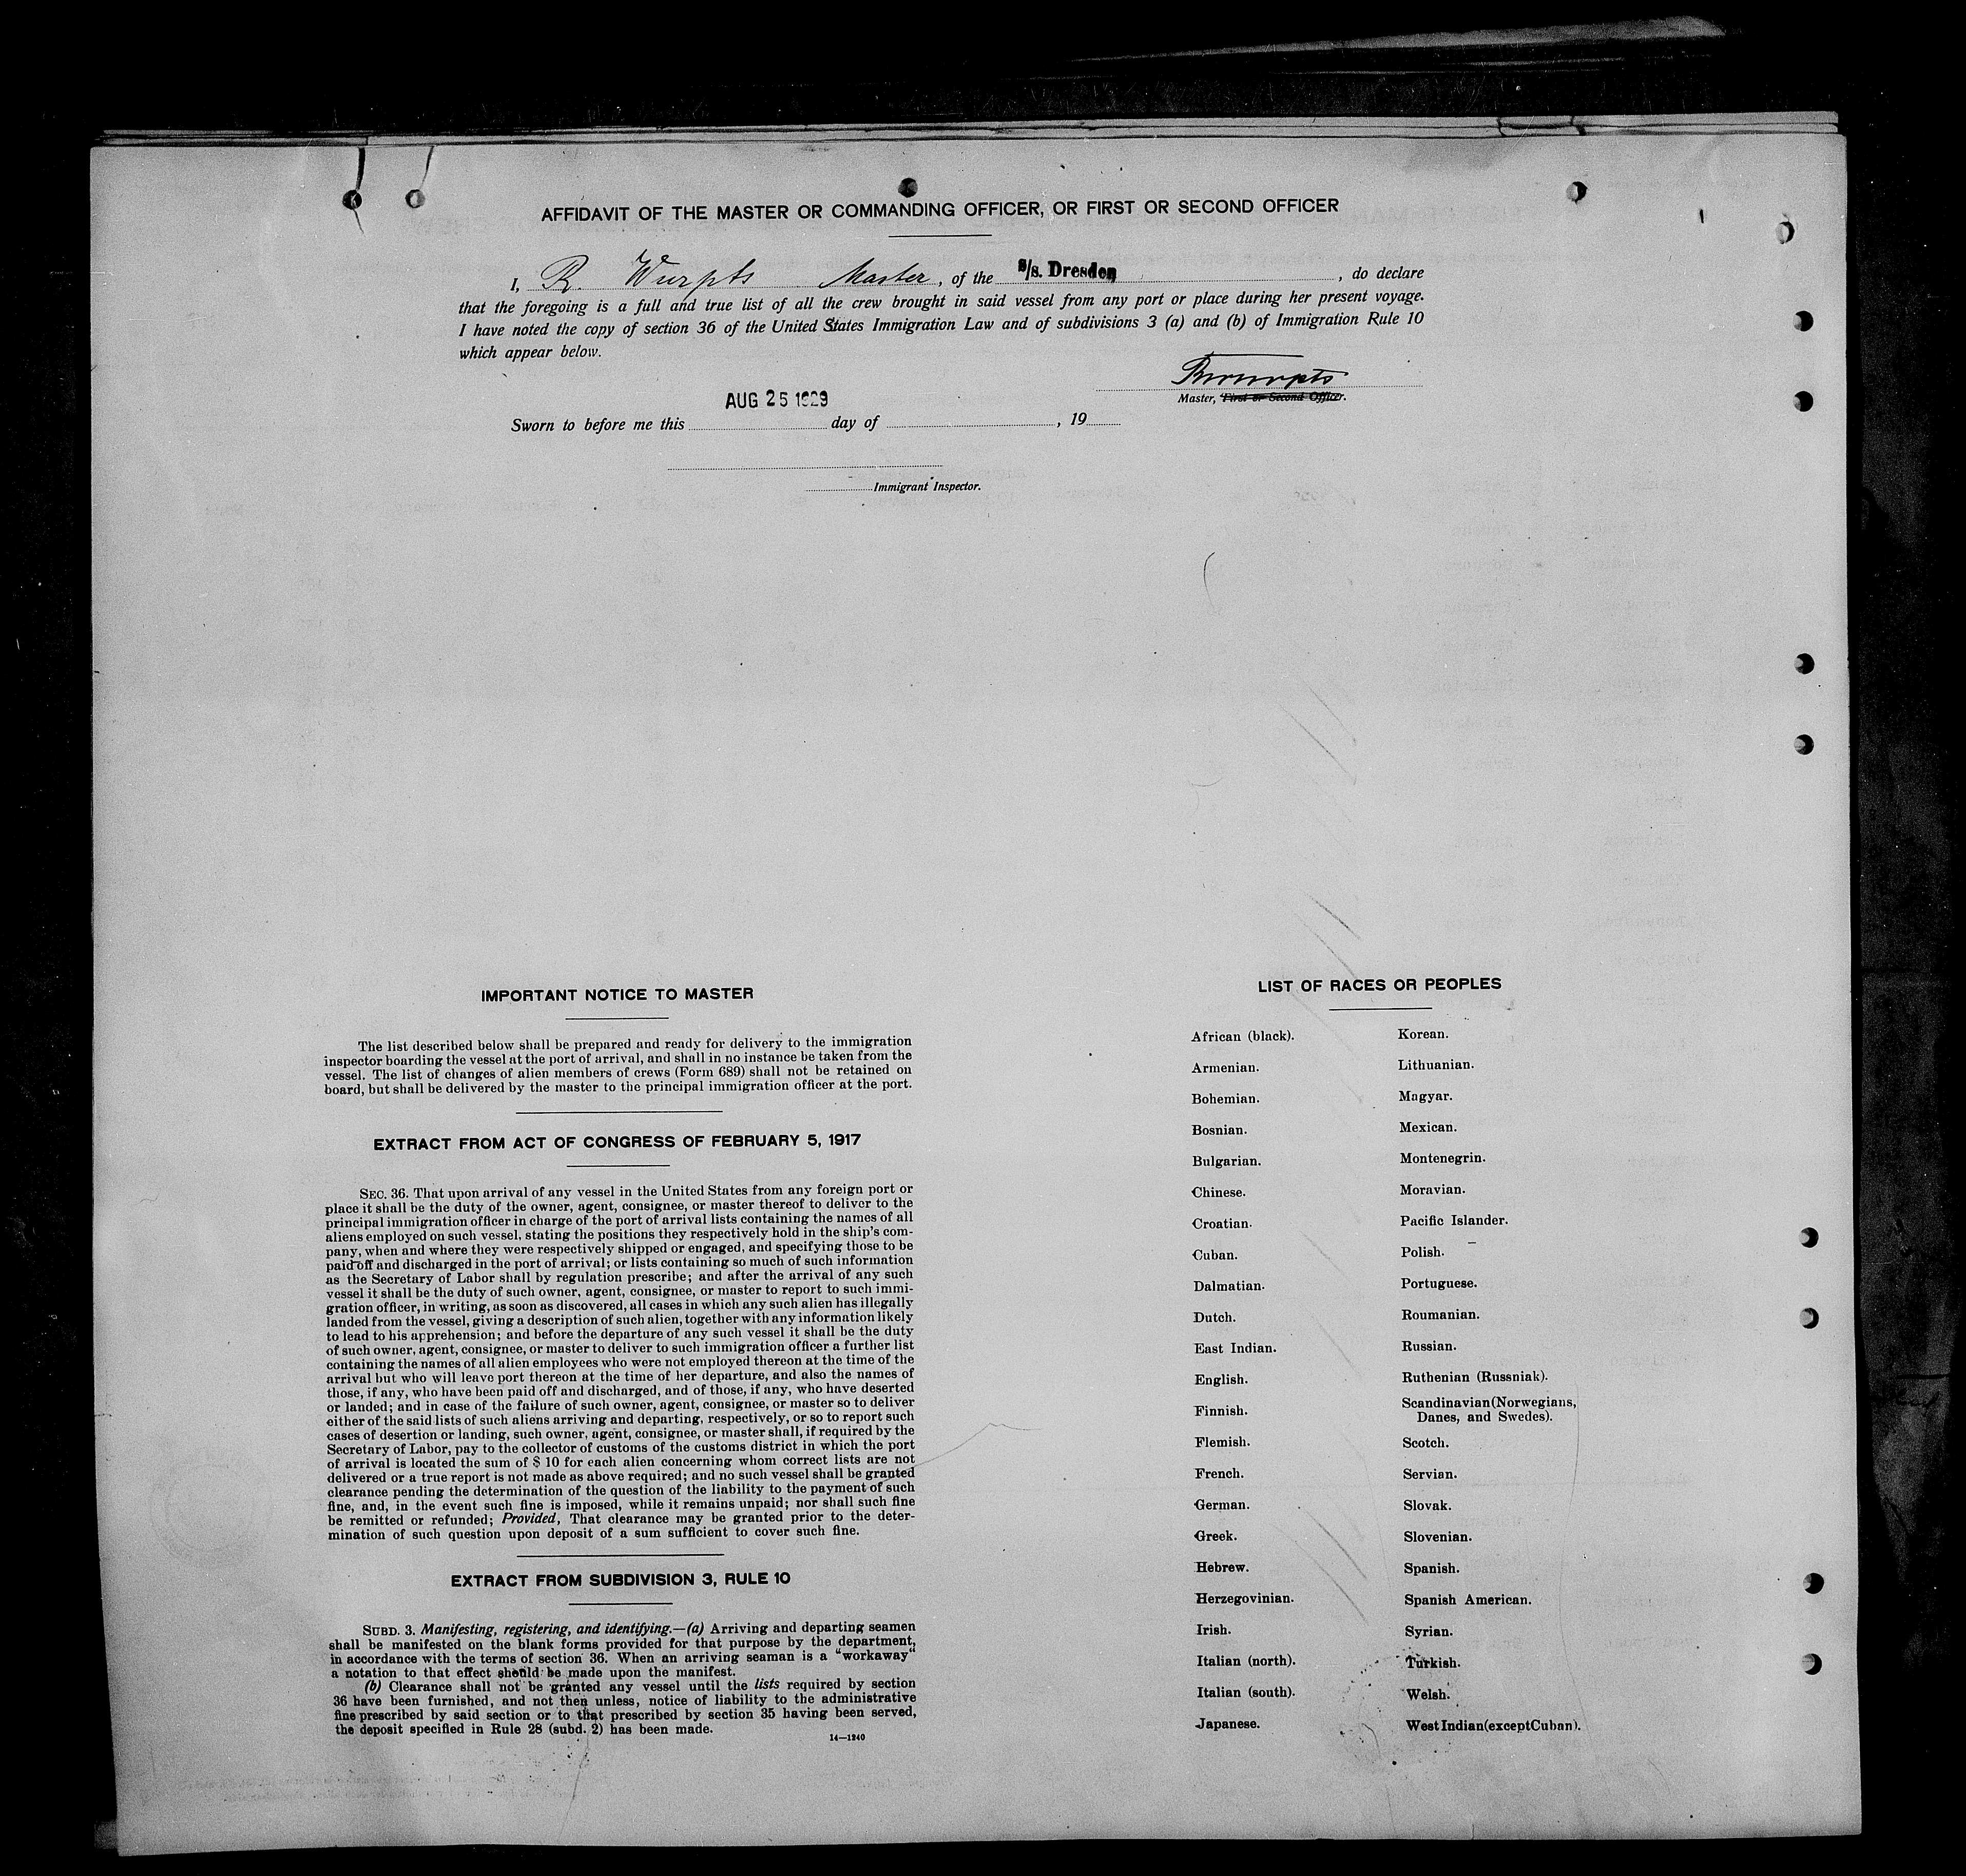 AFFIDAVIT OF THE MASTER OR COMMANDING OFFICER, OR FIRST OR SECOND OFFICER
I, R. Wurpts Master, of the S/s. Dresden, do declare
that the foregoing is a full and true list of all the crew brought in said vessel from any port or place during her present voyage.
I have noted the copy of section 36 of the United States Immigration Law and of subdivisions 3 (a) and (b) of Immigration Rule 10
which appear below.
RWurpts
Master, First or Second Officer.
AUG 25 1929
Sworn to before me this day of , 19
Immigrant Inspector.
IMPORTANT NOTICE TO MASTER
The list described below shall be prepared and ready for delivery to the immigration
inspector boarding the vessel at the port of arrival, and shall in no instance be taken from the
vessel. The list of changes of alien members of crews (Form 689) shall not be retained on
board, but shall be delivered by the master to the principal immigration officer at the port.
EXTRACT FROM ACT OF CONGRESS OF FEBRUARY 5, 1917
SEC. 36. That upon arrival of any vessel in the United States from any foreign port or
place it shall be the duty of the owner, agent, consignee, or master thereof to deliver to the
principal immigration officer in charge of the port of arrival lists containing the names of all
aliens employed on such vessel, stating the positions they respectively hold in the ship's com-
pany, when and where they were respectively shipped or engaged, and specifying those to be
paid off and discharged in the port of arrival; or lists containing so much of such information
as the Secretary of Labor shall by regulation prescribe; and after the arrival of any such
vessel it shall be the duty of such owner, agent, consignee, or master to report to such immi-
gration officer, in writing, as soon as discovered, all cases in which any such alien has illegally
landed from the vessel, giving a description of such alien, together with any information likely
to lead to his apprehension; and before the departure of any such vessel it shall be the duty
of such owner, agent, consignee, or master to deliver to such immigration officer a further list
containing the names of all alien employees who were not employed thereon at the time of the
arrival but who will leave port thereon at the time of her departure, and also the names of
those, if any, who have been paid off and discharged, and of those, if any, who have deserted
or landed; and in case of the failure of such owner, agent, consignee, or master so to deliver
either of the said lists of such aliens arriving and departing, respectively, or so to report such
cases of desertion or landing, such owner, agent, consignee, or master shall, if required by the
Secretary of Labor, pay to the collector of customs of the customs district in which the port
of arrival is located the sum of $ 10 for each alien concerning whom correct lists are not
delivered or a true report is not made as above required; and no such vessel shall be granted
clearance pending the determination of the question of the liability to the payment of such
fine, and, in the event such fine is imposed, while it remains unpaid; nor shall such fine
be remitted or refunded; Provided, That clearance may be granted prior to the deter-
mination of such question upon deposit of a sum sufficient to cover such fine.
EXTRACT FROM SUBDIVISION 3, RULE 10
SUBD. 3. Manifesting, registering, and identifying.—(a) Arriving and departing seamen
shall be manifested on the blank forms provided for that purpose by the department,
in accordance with the terms of section 36. When an arriving seaman is a "workaway"
a notation to that effect should be made upon the manifest.
(b) Clearance shall not be granted any vessel until the lists required by section
36 have been furnished, and not then unless, notice of liability to the administrative
fine prescribed by said section or to that prescribed by section 35 having been served,
the deposit specified in Rule 28 (subd. 2) has been made.
14—1240
LIST OF RACES OR PEOPLES
African (black).
Armenian.
Bohemian.
Bosnian.
Bulgarian.
Chinese.
Croatian.
Cuban.
Dalmatian.
Dutch.
East Indian.
English.
Finnish.
Flemish.
French.
German.
Greek.
Hebrew.
Herzegovinian.
Irish.
Italian (north).
Italian (south).
Japanese.
Korean.
Lithuanian.
Magyar.
Mexican.
Montenegrin.
Moravian.
Pacific Islander.
Polish.
Portuguese.
Roumanian.
Russian.
Ruthenian (Russniak).
Scandinavian (Norwegians,
Danes, and Swedes).
Scotch.
Servian.
Slovak.
Slovenian.
Spanish.
Spanish American.
Syrian.
Turkish.
Welsh.
West Indian (except Cuban).